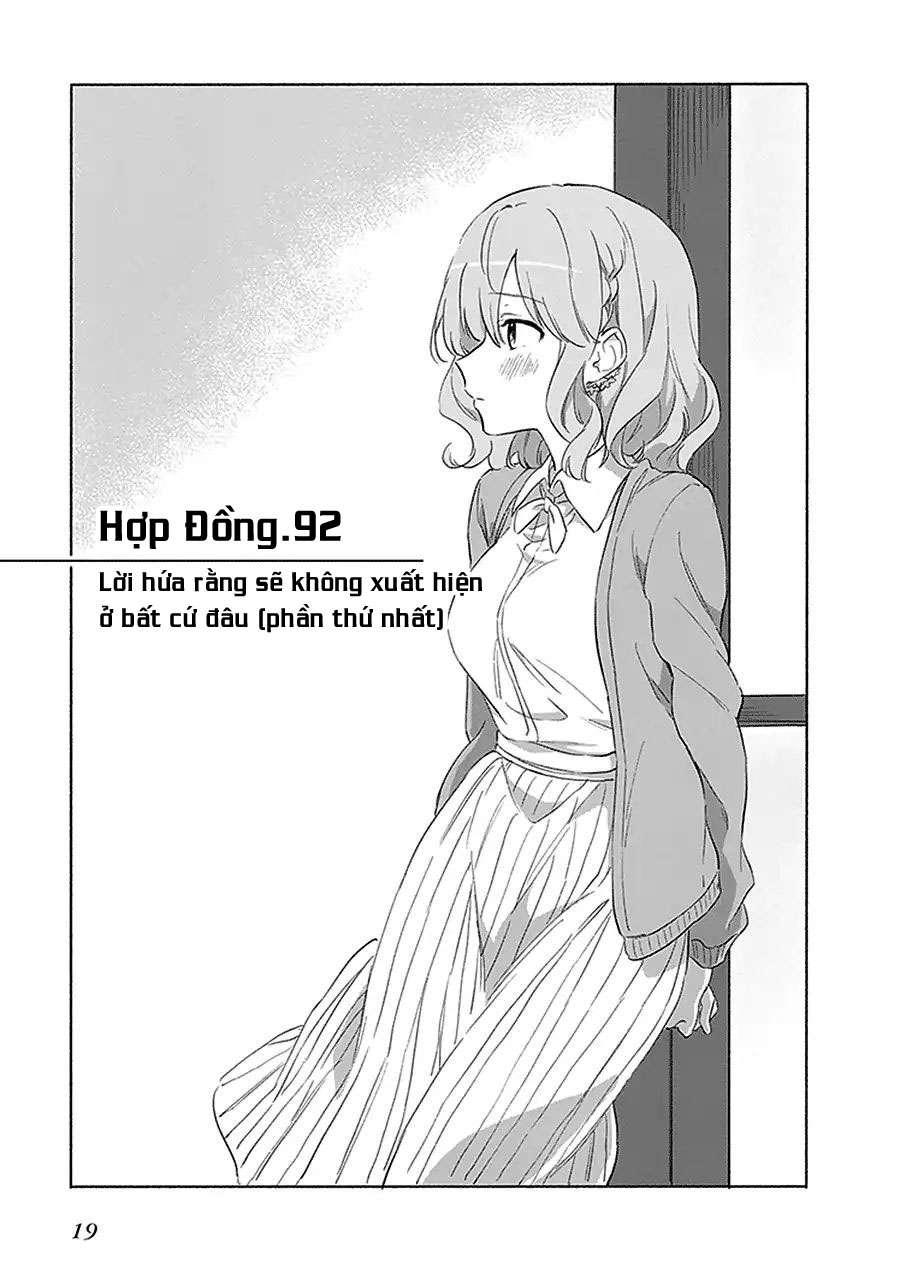 Hợp Đồng.92
Lời hứa rằng sẽ không xuất hiện
ở bất cứ đâu (phần thứ nhất)
19